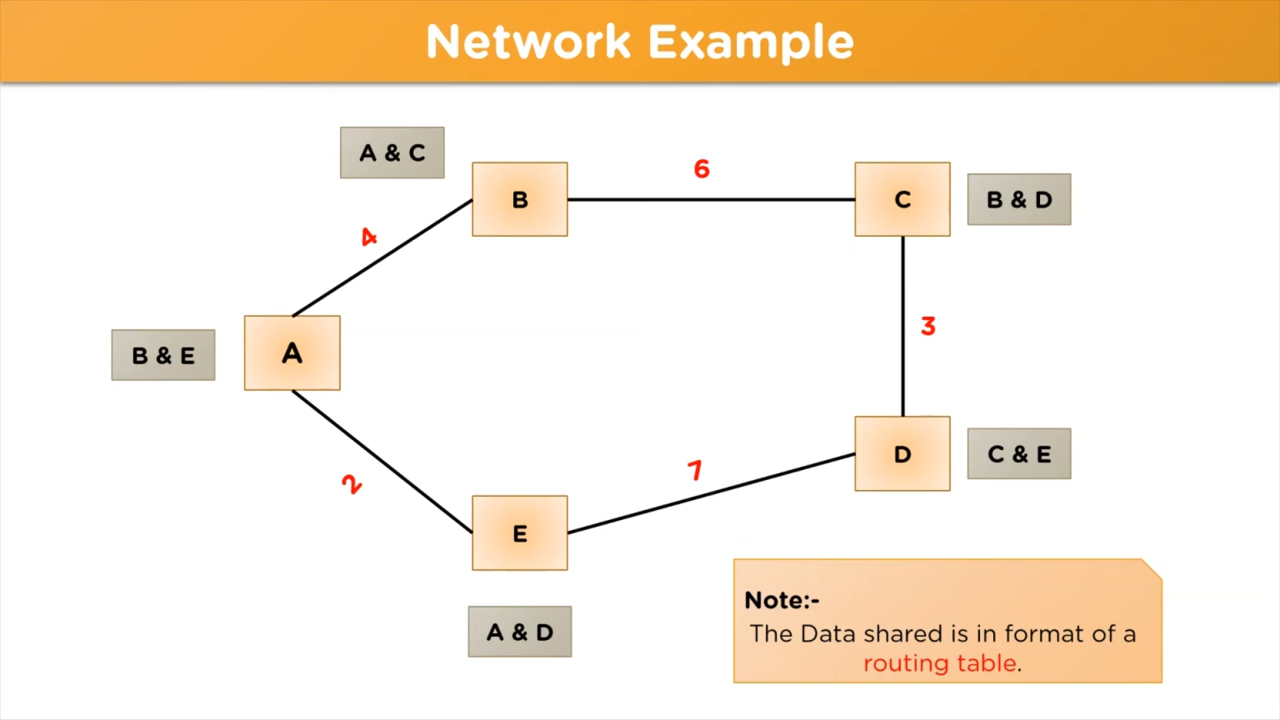 Network Example
A & C
B
6
C
B & D
4
3
B & E
A
2
7
D
C & E
E
A & D
Note:-
The Data shared is in format of a
routing table.